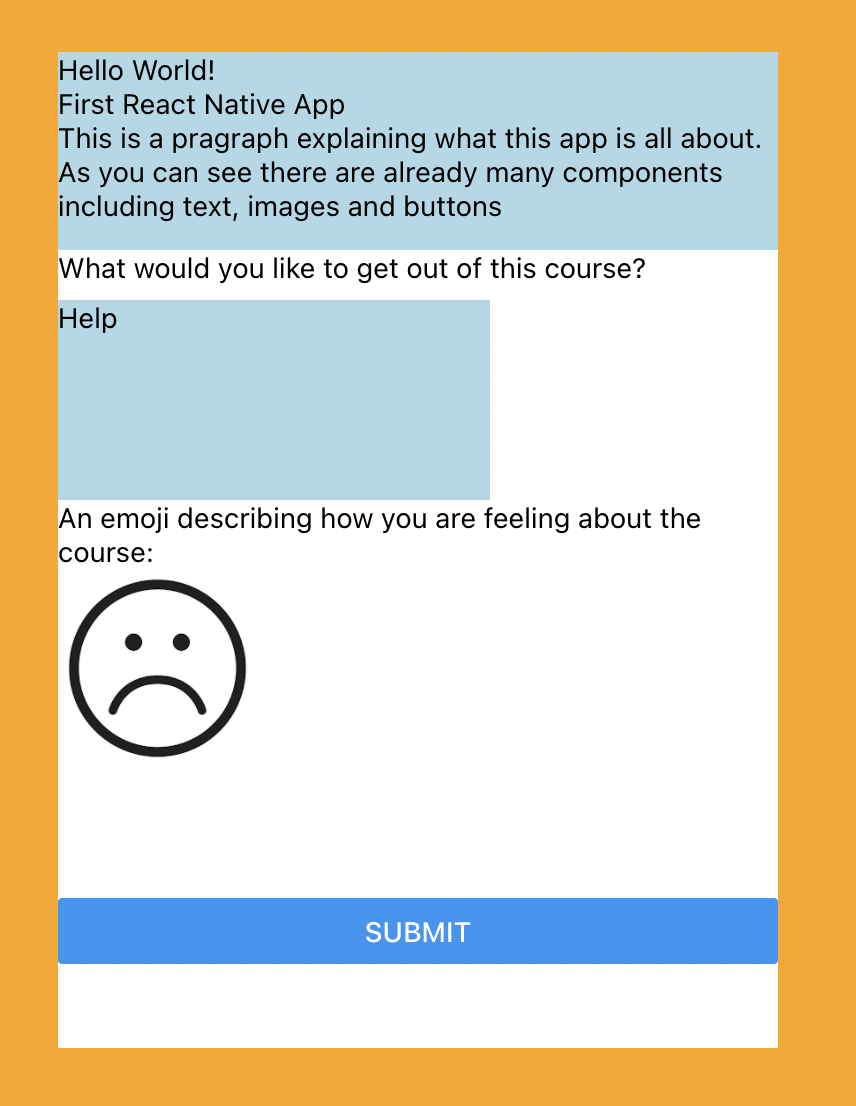 Hello World!
First React Native App
This is a pragraph explaining what this app is all about.
As you can see there are already many components
including text, images and buttons
What would you like to get out of this course?
Help
An emoji describing how you are feeling about the
course:
SUBMIT